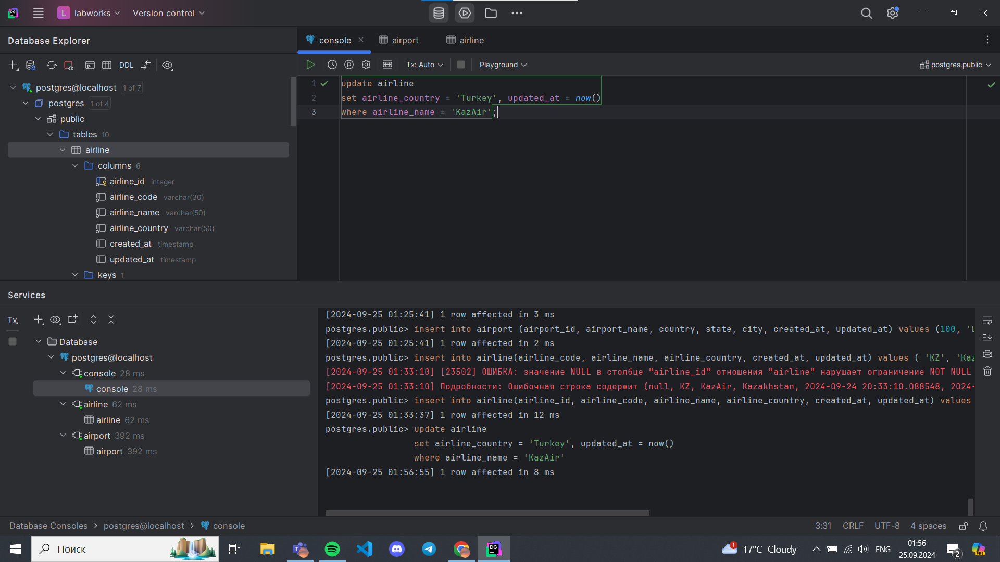 L labworks Version control
Database Explorer
console
airport
airline
DDL
Tx: Auto
Playground
postgres.public
postgres@localhost 1 of 7
postgres 1 of 4
public
tables 10
airline
columns 6
airline_id integer
airline_code varchar(30)
airline_name varchar(50)
airline_country varchar(50)
created_at timestamp
updated_at timestamp
keys 1
1 update airline
2 set airline_country = 'Turkey', updated_at = now()
3 where airline_name = 'KazAir';
Services
Tx
Database
postgres@localhost
console 28 ms
console 28 ms
airline 62 ms
airline 62 ms
airport 392 ms
airport 392 ms
[2024-09-25 01:25:41] 1 row affected in 3 ms
postgres.public> insert into airport (airport_id, airport_name, country, state, city, created_at, updated_at) values (100, 'L
[2024-09-25 01:25:41] 1 row affected in 2 ms
postgres.public> insert into airline(airline_code, airline_name, airline_country, created_at, updated_at) values ( 'KZ', 'Kaz
[2024-09-25 01:33:10] [23502] ОШИБКА: значение NULL в столбце "airline_id" отношения "airline" нарушает ограничение NOT NULL
[2024-09-25 01:33:10] Подробности: Ошибочная строка содержит (null, KZ, KazAir, Kazakhstan, 2024-09-24 20:33:10.088548, 2024-
postgres.public> insert into airline(airline_id, airline_code, airline_name, airline_country, created_at, updated_at) values
[2024-09-25 01:33:37] 1 row affected in 12 ms
postgres.public> update airline
set airline_country = 'Turkey', updated_at = now()
where airline_name = 'KazAir'
[2024-09-25 01:56:55] 1 row affected in 8 ms
Database Consoles > postgres@localhost > console
3:31 CRLF UTF-8 4 spaces
Поиск
1 17°C Cloudy
ENG
01:56
25.09.2024
2
PRE
DG
DG
T